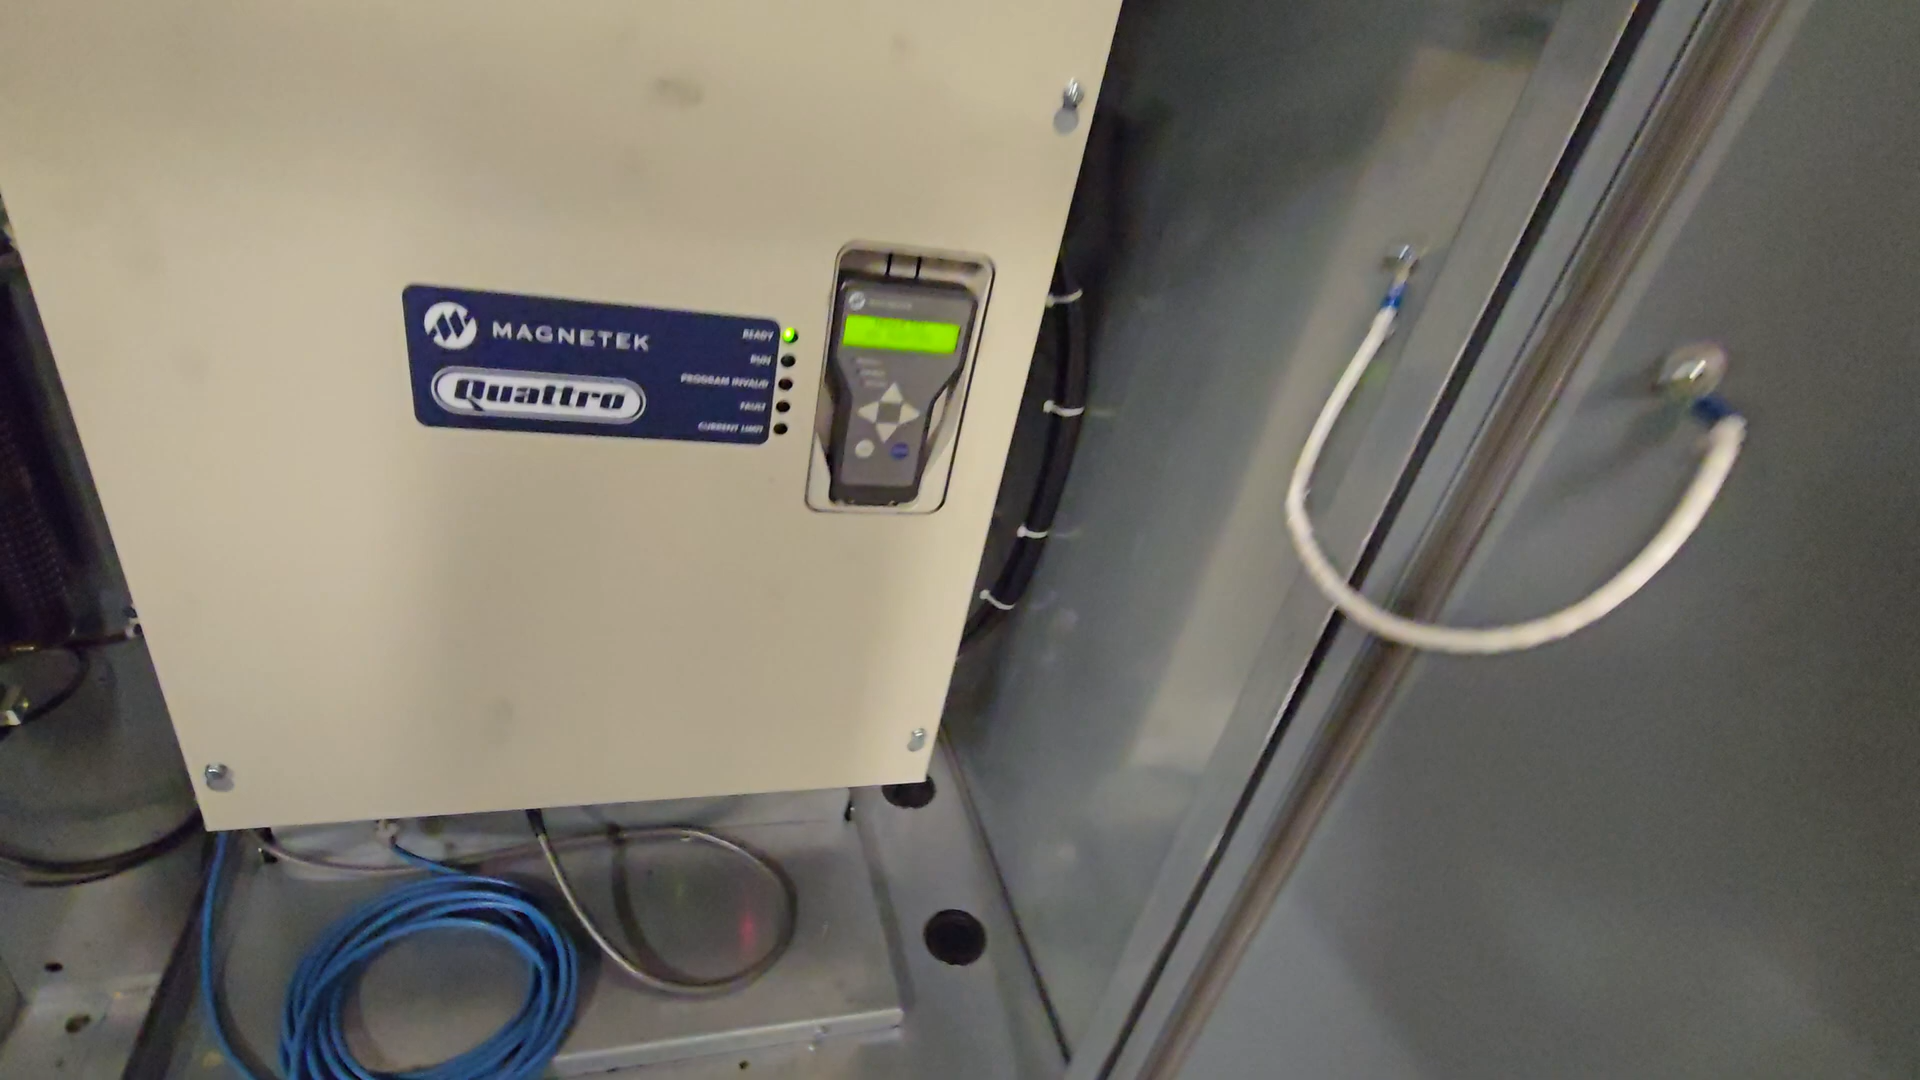 MAGNETEK
Quattro
READY
RUN
PROGRAM INVALID
FAULT
CURRENT LIMIT